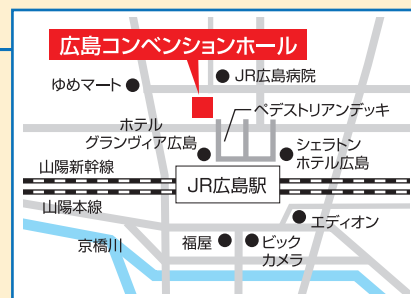 広島コンベンションホール
JR広島病院
ゆめマート
ペデストリアンデッキ
ホテル
グランヴィア広島
シェラトン
ホテル広島
山陽新幹線
JR広島駅
山陽本線
エディオン
京橋川
福屋
ビック
カメラ